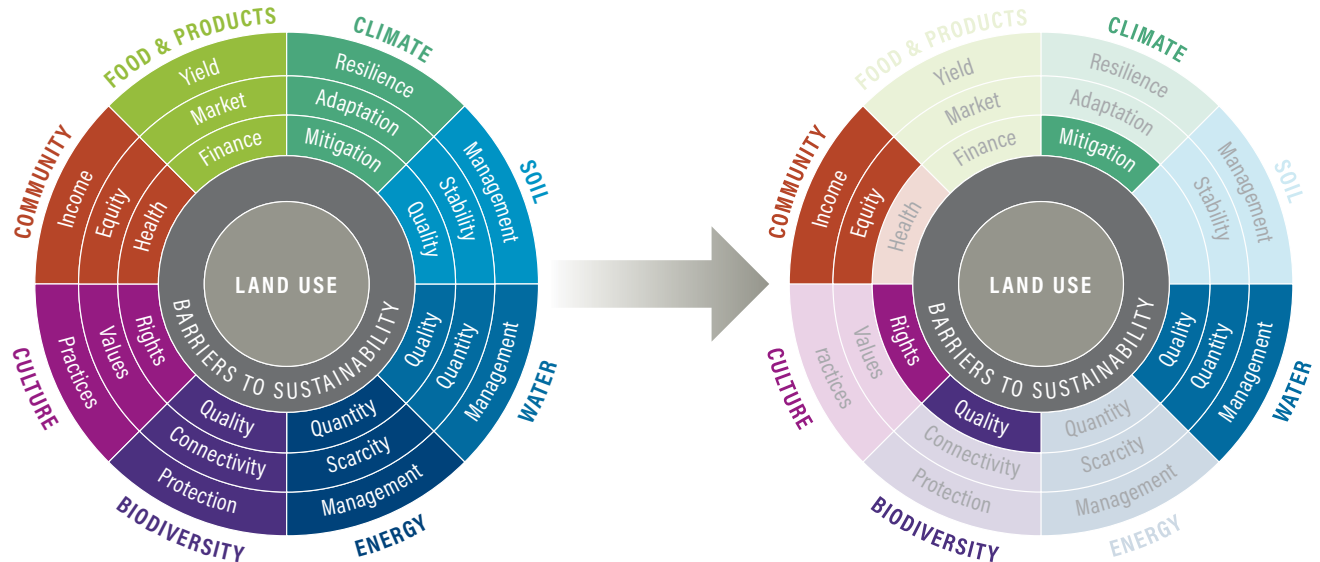 FOOD & PRODUCTS
CLIMATE
SOIL
WATER
ENERGY
BIODIVERSITY
CULTURE
COMMUNITY
Yield
Market
Finance
Resilience
Adaptation
Mitigation
Management
Stability
Quality
Quality
Quantity
Management
Quantity
Scarcity
Management
Quality
Connectivity
Protection
Rights
Values
Practices
Income
Equity
Health
BARRIERS TO SUSTAINABILITY
LAND USE
FOOD & PRODUCTS
CLIMATE
SOIL
WATER
ENERGY
BIODIVERSITY
CULTURE
COMMUNITY
Yield
Market
Finance
Resilience
Adaptation
Mitigation
Management
Stability
Quality
Quantity
Management
Quantity
Scarcity
Management
Quality
Connectivity
Protection
Rights
Values
ractices
Income
Equity
Health
BARRIERS TO SUSTAINABILITY
LAND USE